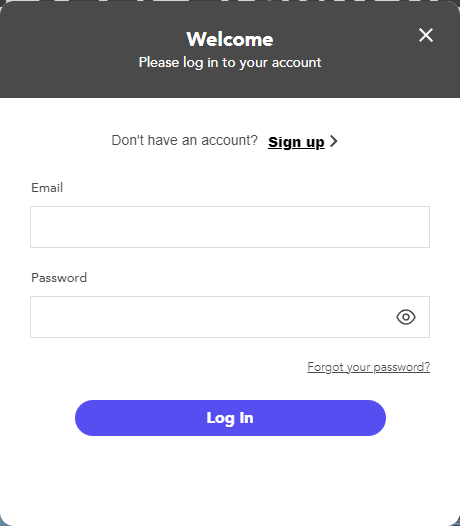 Welcome
Please log in to your account
Don't have an account? Sign up
Email
Password
Forgot your password?
Log In